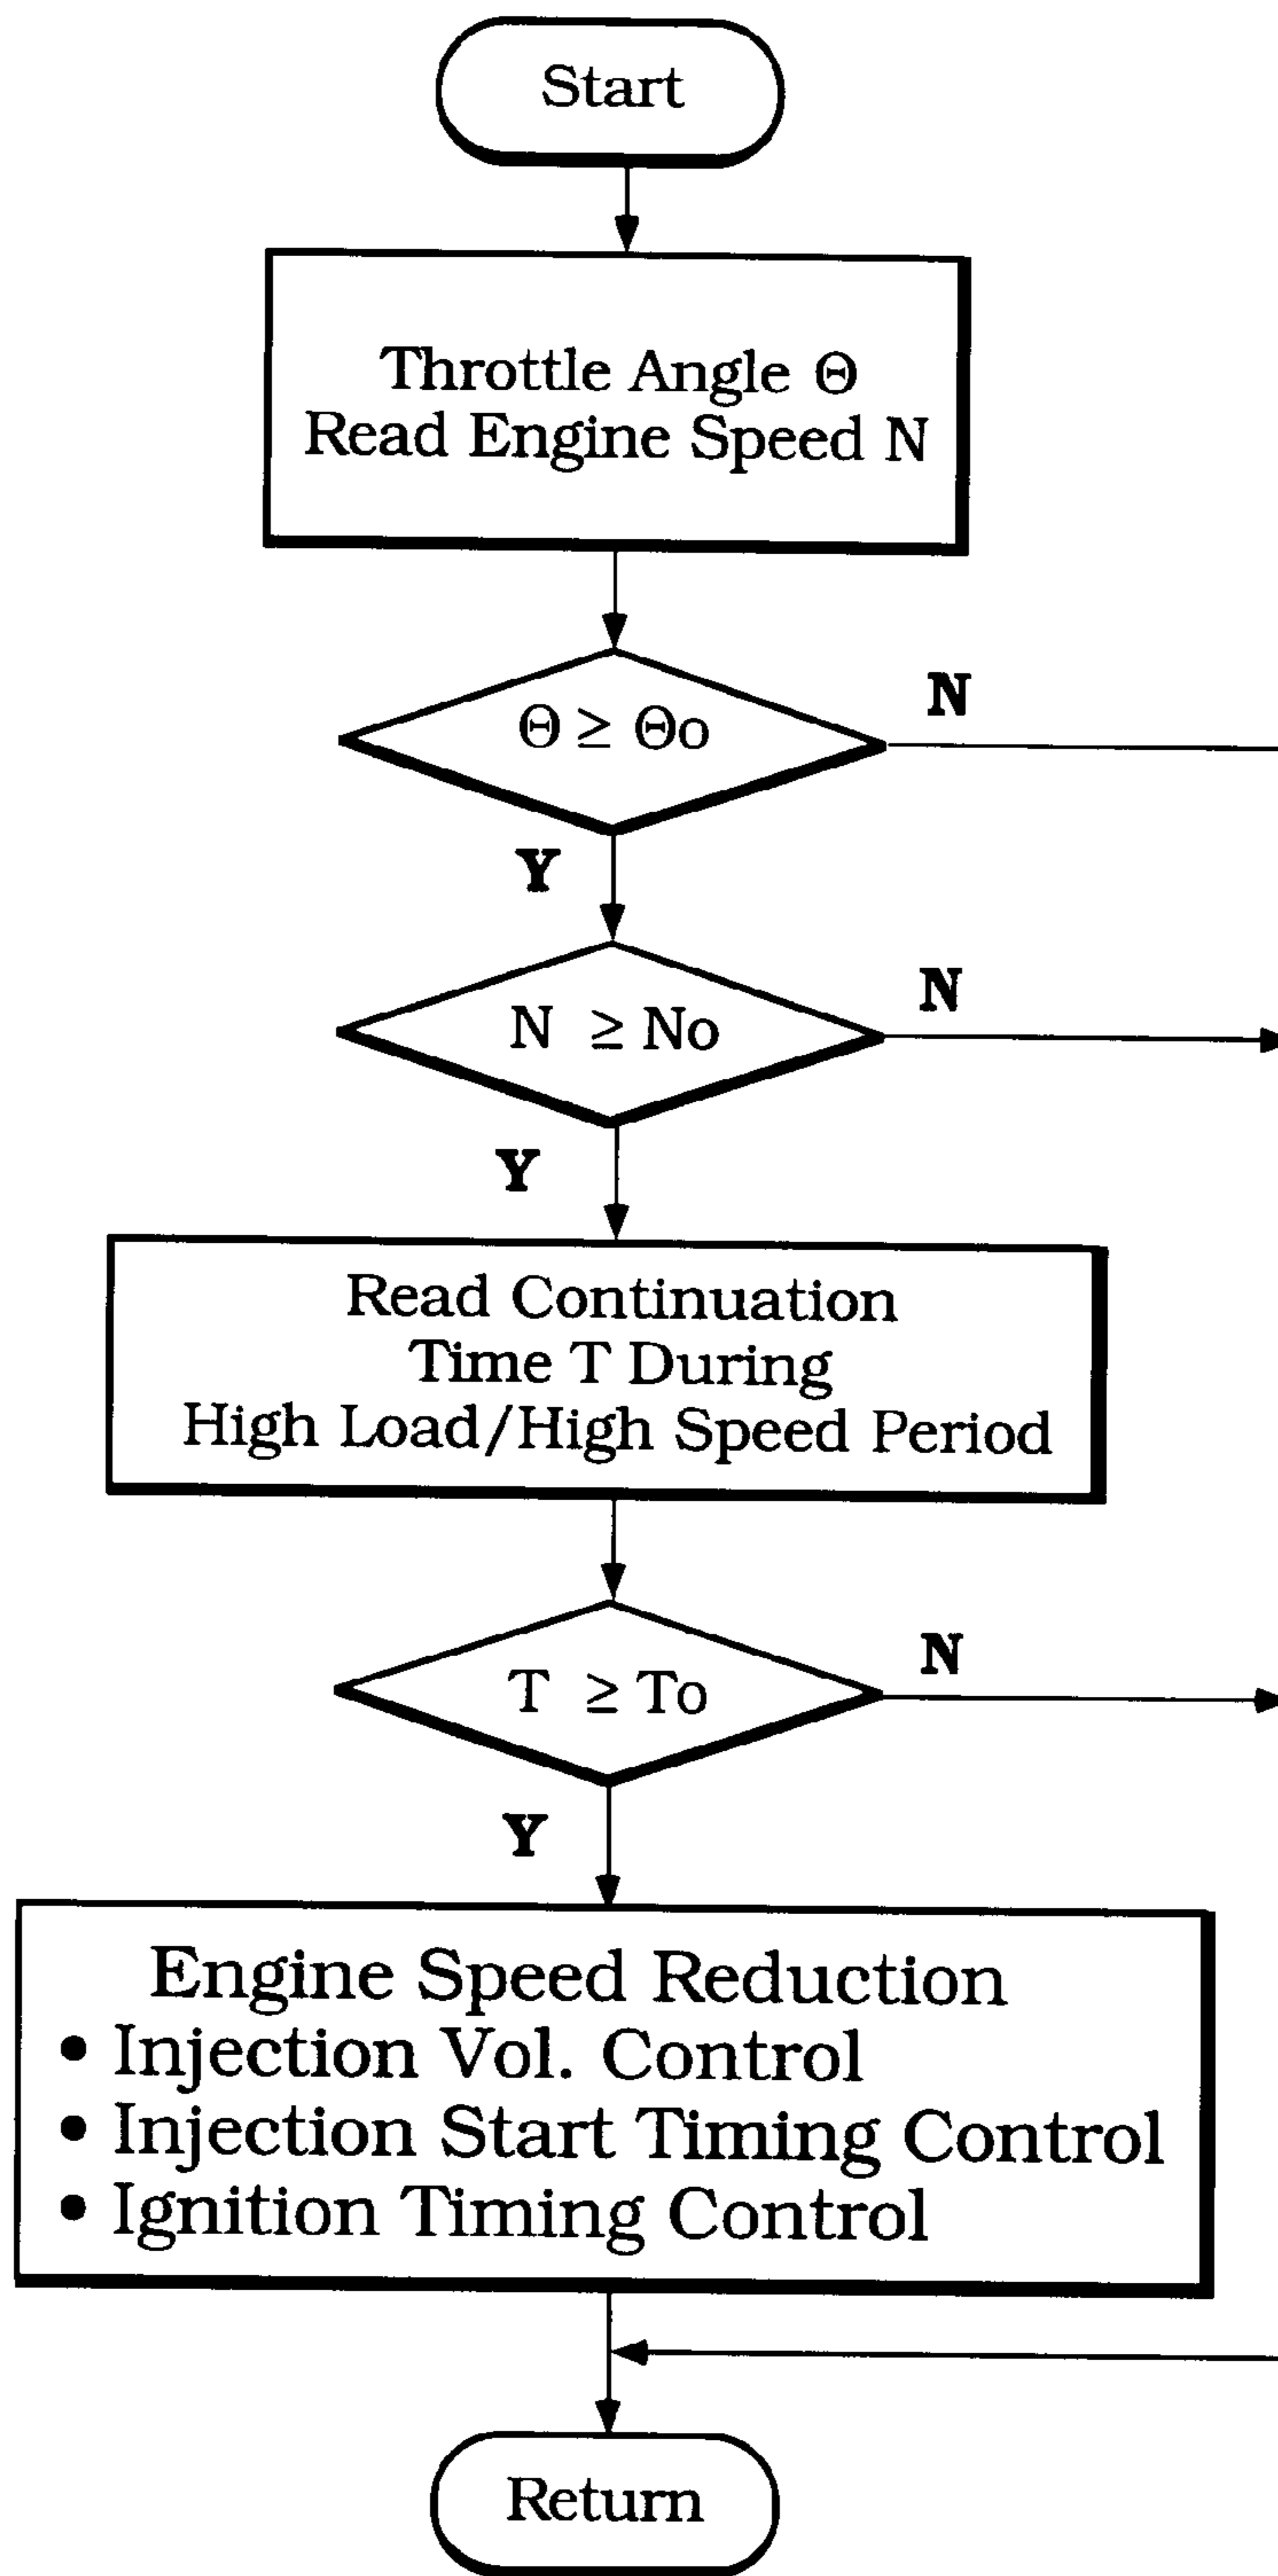 Start
Throttle Angle Θ
Read Engine Speed N
Θ ≥ Θo
N
Y
N ≥ No
N
Y
Read Continuation
Time T During
High Load/High Speed Period
T ≥ To
N
Y
Engine Speed Reduction
• Injection Vol. Control
• Injection Start Timing Control
• Ignition Timing Control
Return